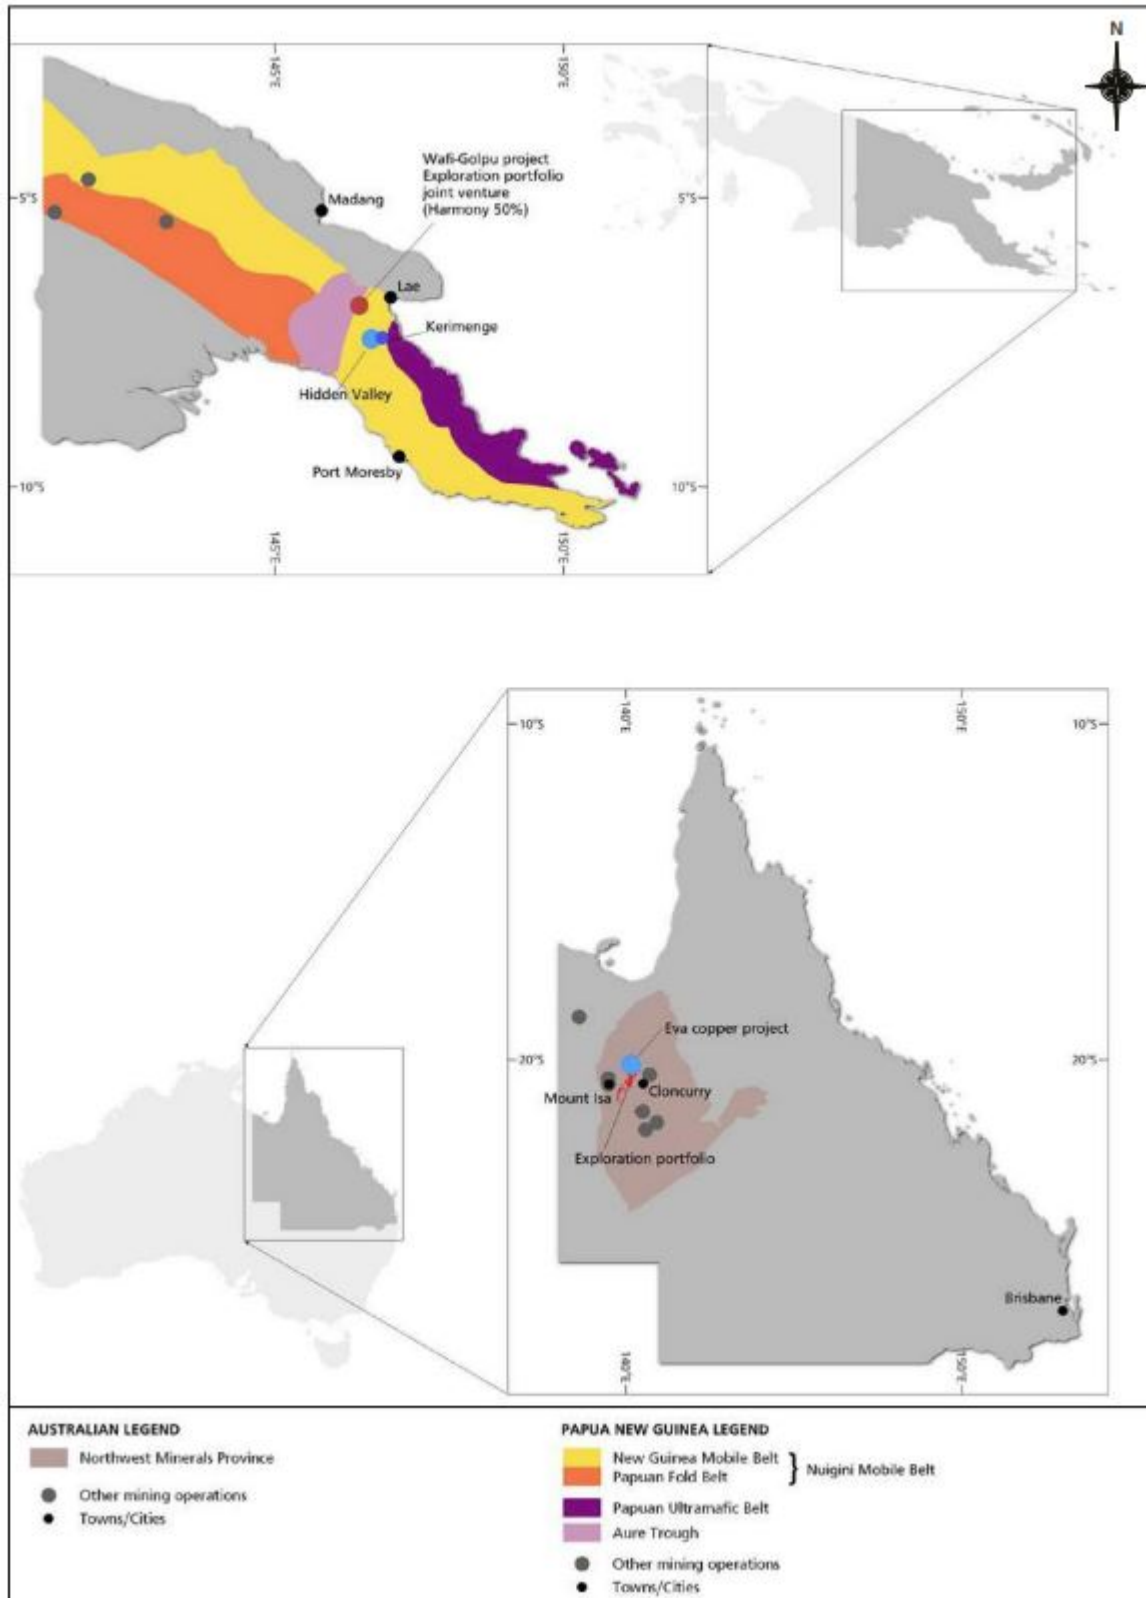 N
145°E
150°E
Wafi-Golpu project
Exploration portfolio
joint venture
(Harmony 50%)
5°S
Madang
5°S
Lae
Kerimenge
Hidden Valley
Port Moresby
10°S
10°S
145°E
150°E
10°S
140°E
150°E
10°S
Eva copper project
20°S
20°S
Mount Isa
Cloncurry
Exploration portfolio
Brisbane
140°E
150°E
AUSTRALIAN LEGEND
Northwest Minerals Province
Other mining operations
Towns/Cities
PAPUA NEW GUINEA LEGEND
New Guinea Mobile Belt
Papuan Fold Belt
} Nuigini Mobile Belt
Papuan Ultramafic Belt
Aure Trough
Other mining operations
Towns/Cities